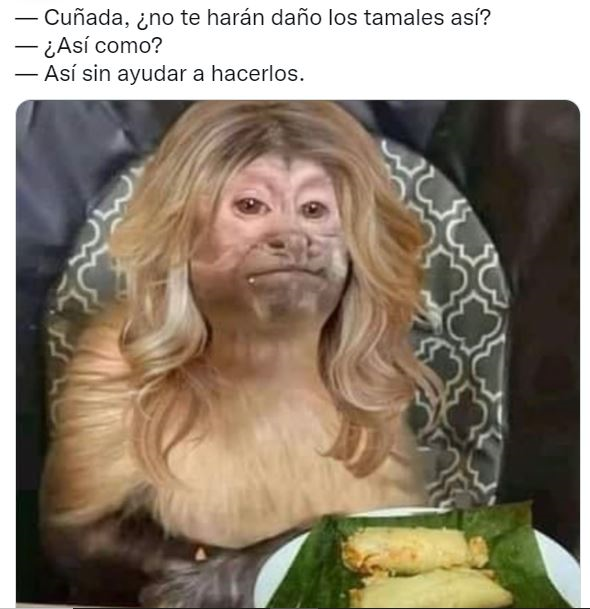 — Cuñada, ¿no te harán daño los tamales así?
— ¿Así como?
— Así sin ayudar a hacerlos.